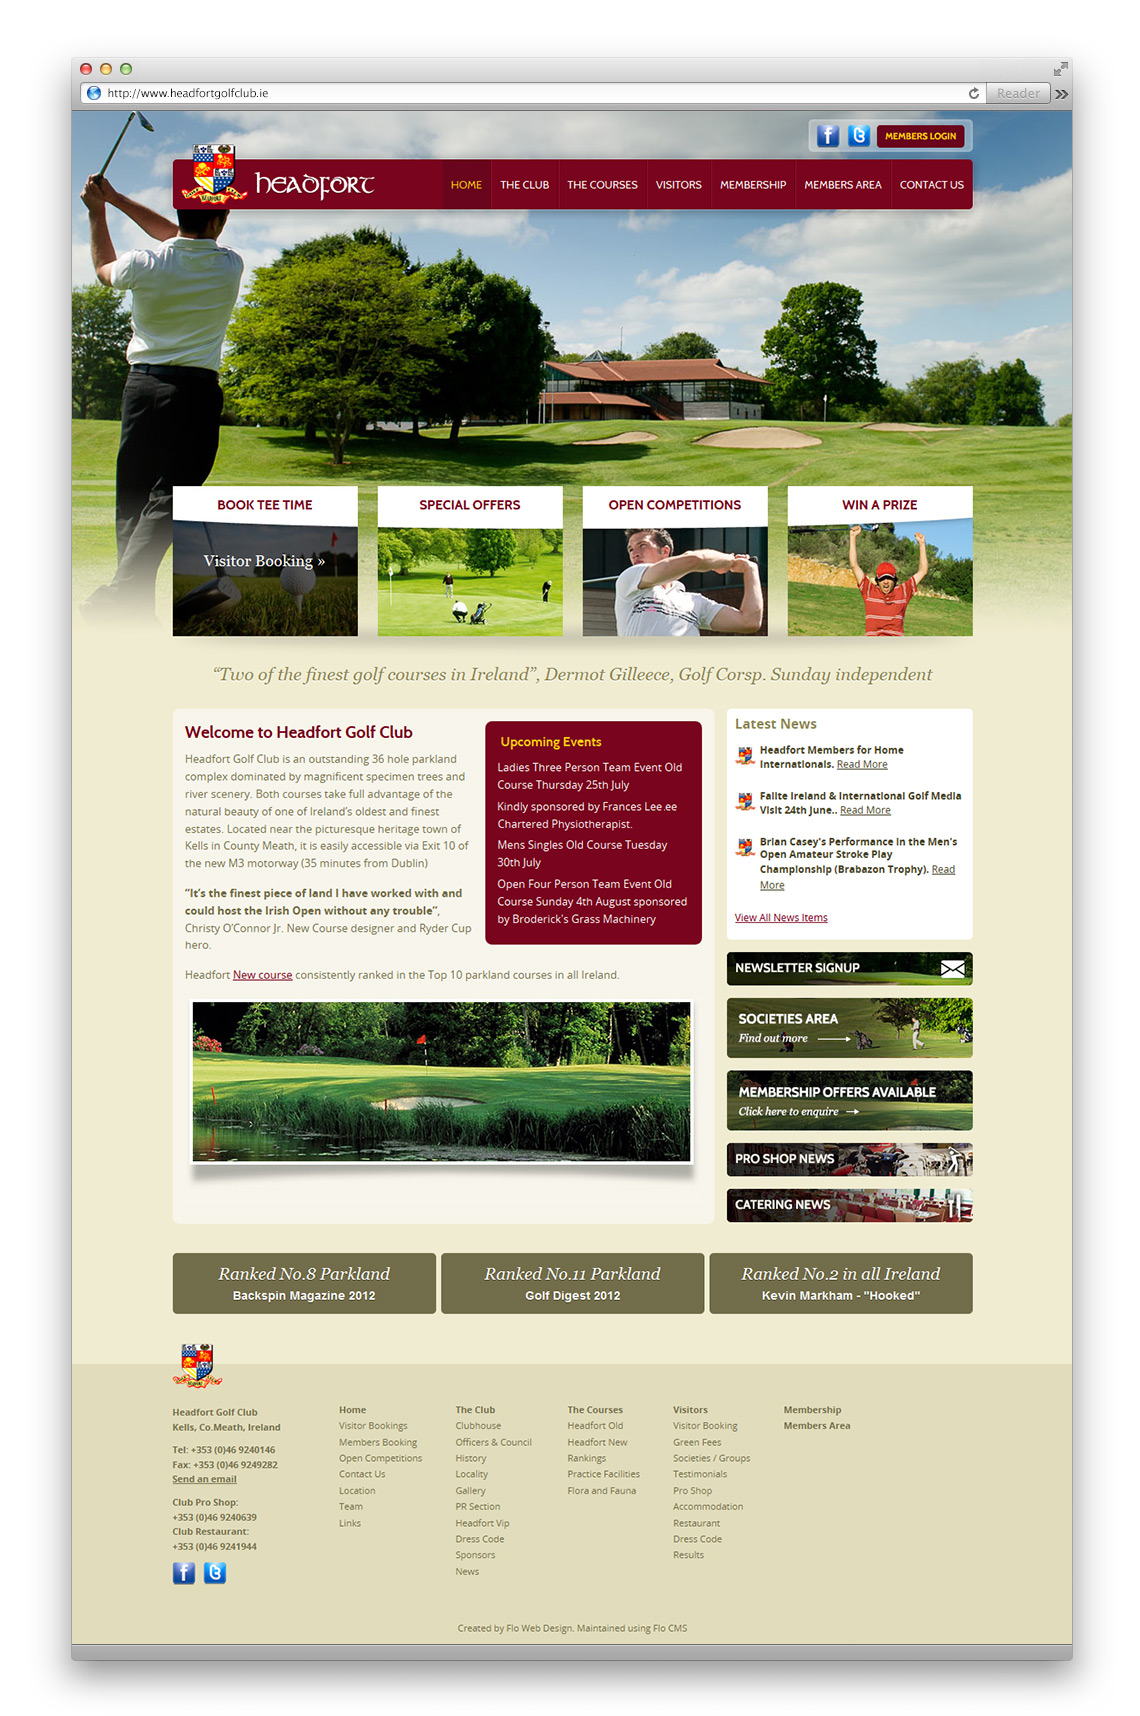 http://www.headfortgolfclub.ie
Reader
MEMBERS LOGIN
HEADFORT
HOME
THE CLUB
THE COURSES
VISITORS
MEMBERSHIP
MEMBERS AREA
CONTACT US
BOOK TEE TIME
Visitor Booking »
SPECIAL OFFERS
OPEN COMPETITIONS
WIN A PRIZE
“Two of the finest golf courses in Ireland”, Dermot Gilleece, Golf Corsp. Sunday independent
Welcome to Headfort Golf Club
Headfort Golf Club is an outstanding 36 hole parkland
complex dominated by magnificent specimen trees and
river scenery. Both courses take full advantage of the
natural beauty of one of Ireland’s oldest and finest
estates. Located near the picturesque heritage town of
Kells in County Meath, it is easily accessible via Exit 10 of
the new M3 motorway (35 minutes from Dublin)
“It’s the finest piece of land I have worked with and
could host the Irish Open without any trouble”,
Christy O’Connor Jr. New Course designer and Ryder Cup
hero.
Headfort New course consistently ranked in the Top 10 parkland courses in all Ireland.
Upcoming Events
Ladies Three Person Team Event Old
Course Thursday 25th July
Kindly sponsored by Frances Lee.ee
Chartered Physiotherapist.
Mens Singles Old Course Tuesday
30th July
Open Four Person Team Event Old
Course Sunday 4th August sponsored
by Broderick's Grass Machinery
Latest News
Headfort Members for Home
Internationals. Read More
Failte Ireland & International Golf Media
Visit 24th June.. Read More
Brian Casey's Performance in the Men's
Open Amateur Stroke Play
Championship (Brabazon Trophy). Read
More
View All News Items
NEWSLETTER SIGNUP
SOCIETIES AREA
Find out more
MEMBERSHIP OFFERS AVAILABLE
Click here to enquire
PRO SHOP NEWS
CATERING NEWS
Ranked No.8 Parkland
Backspin Magazine 2012
Ranked No.11 Parkland
Golf Digest 2012
Ranked No.2 in all Ireland
Kevin Markham - "Hooked"
Headfort Golf Club
Kells, Co.Meath, Ireland
Tel: +353 (0)46 9240146
Fax: +353 (0)46 9249282
Send an email
Club Pro Shop:
+353 (0)46 9240639
Club Restaurant:
+353 (0)46 9241944
Home
Visitor Bookings
Members Booking
Open Competitions
Contact Us
Location
Team
Links
The Club
Clubhouse
Officers & Council
History
Locality
Gallery
PR Section
Headfort Vip
Dress Code
Sponsors
News
The Courses
Headfort Old
Headfort New
Rankings
Practice Facilities
Flora and Fauna
Visitors
Visitor Booking
Green Fees
Societies / Groups
Testimonials
Pro Shop
Accommodation
Restaurant
Dress Code
Results
Membership
Members Area
Created by Flo Web Design. Maintained using Flo CMS